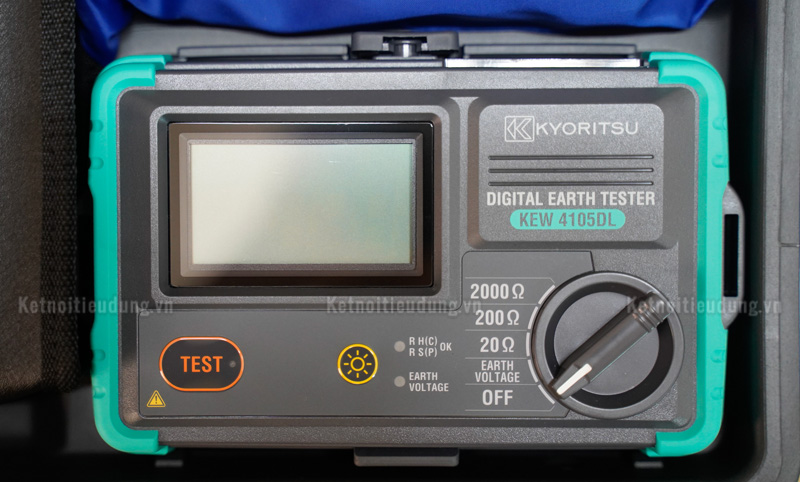 KYORITSU
DIGITAL EARTH TESTER
KEW 4105DL
2000Ω
200Ω
20Ω
EARTH
VOLTAGE
OFF
TEST
R H(C) OK
R S(P)
EARTH
VOLTAGE
Ketnoitieudung.vn
Ketnoitieudung.vn
Ketnoitieudung.vn